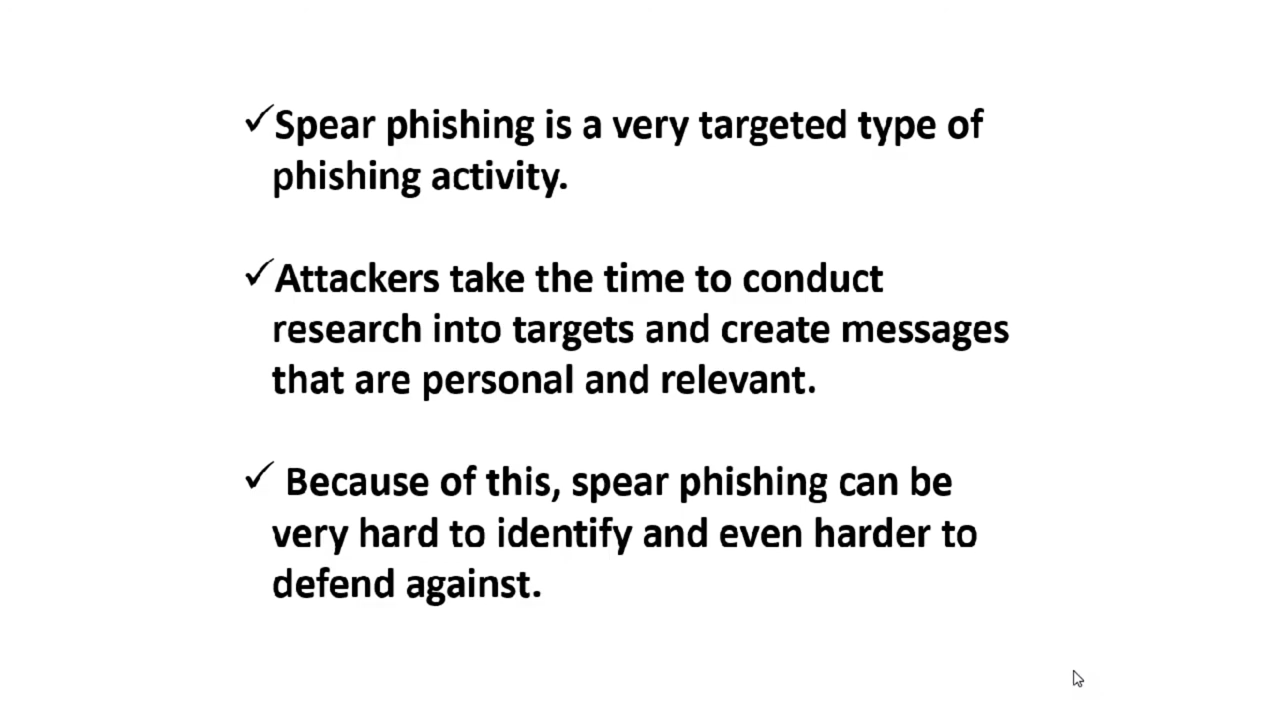 ✓Spear phishing is a very targeted type of
phishing activity.
✓Attackers take the time to conduct
research into targets and create messages
that are personal and relevant.
✓ Because of this, spear phishing can be
very hard to identify and even harder to
defend against.